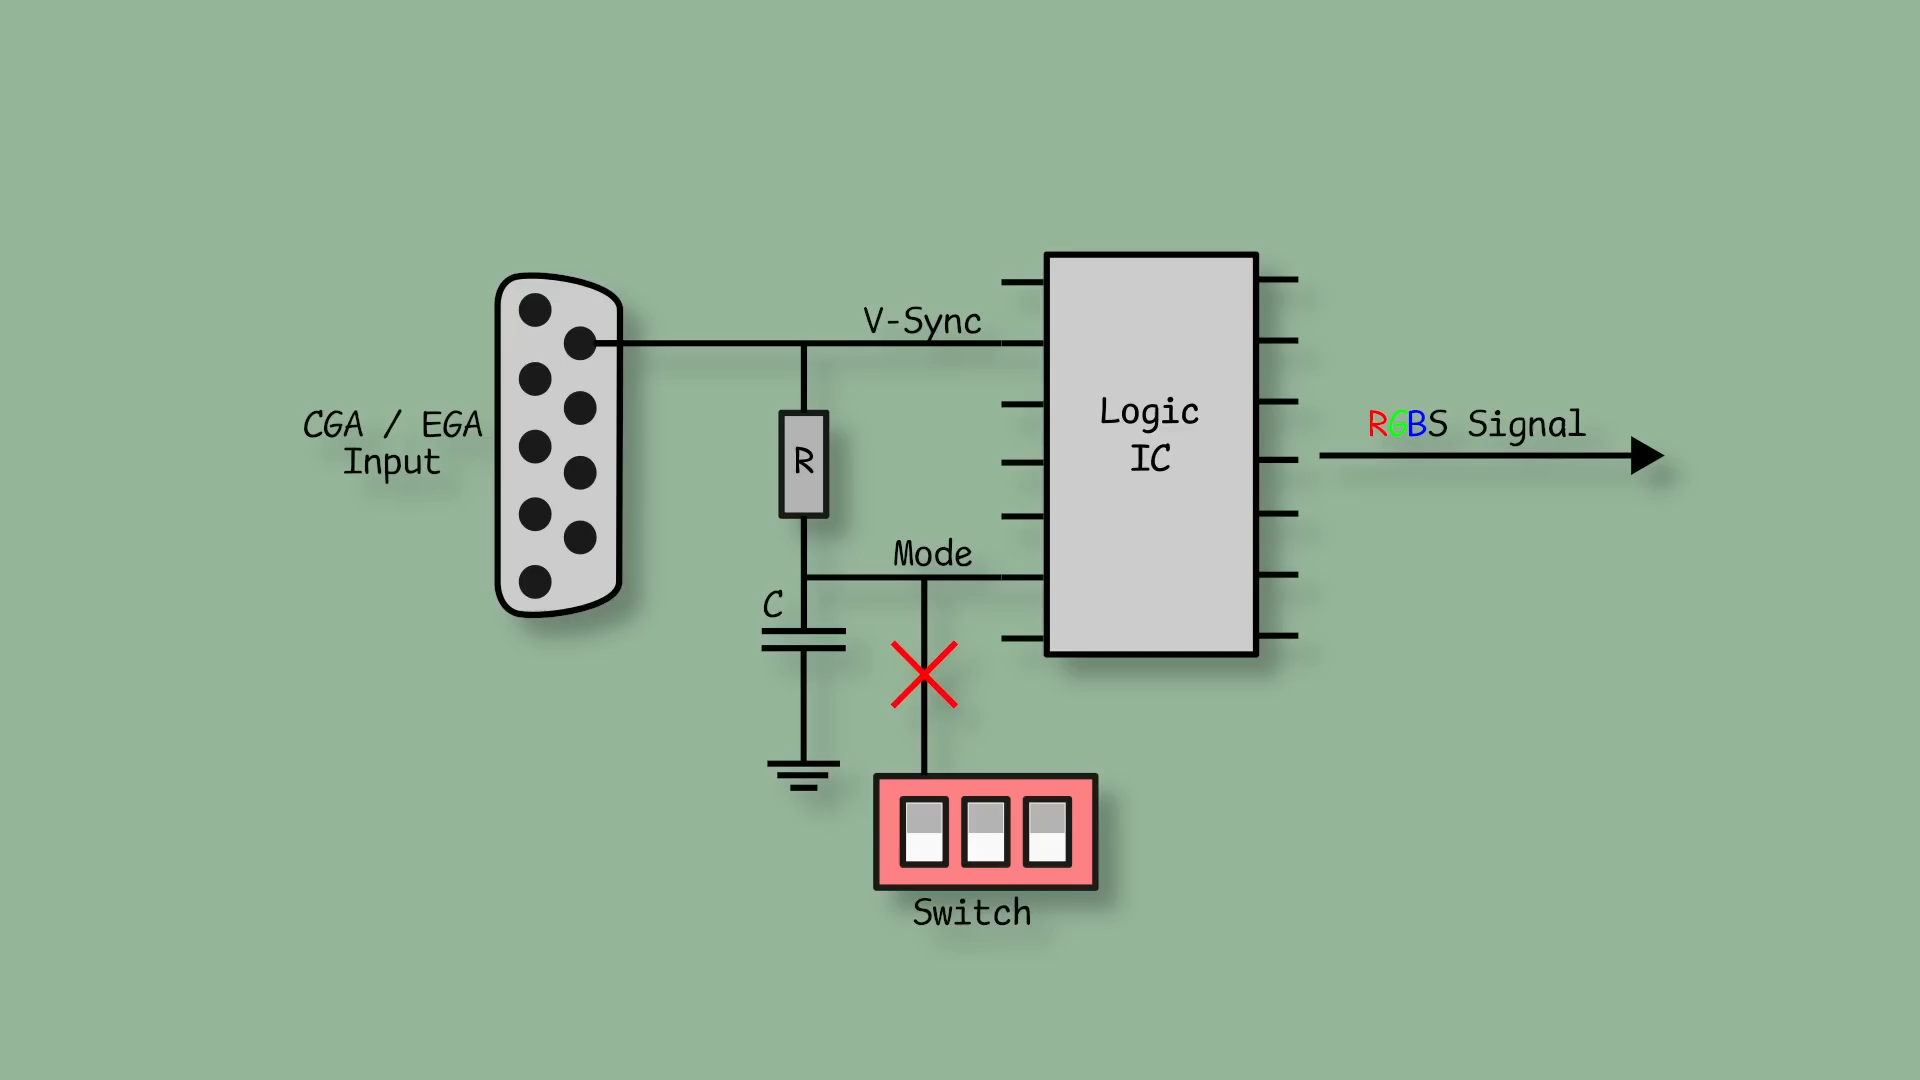 V-Sync
CGA / EGA
Input
R
Logic
IC
RGBS Signal
Mode
C
Switch